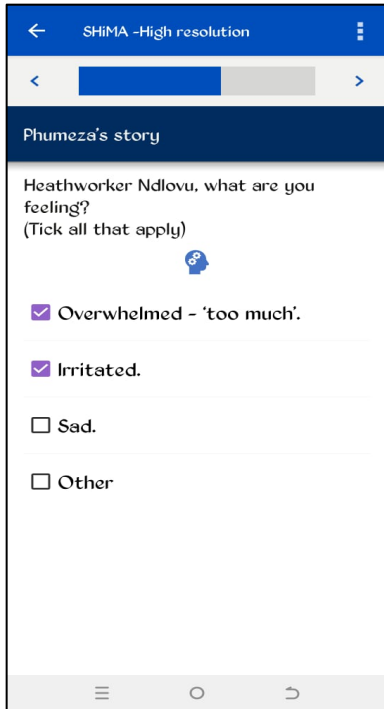 SHiMA -High resolution
Phumeza's story
Heathworker Ndlovu, what are you
feeling?
(Tick all that apply)
Overwhelmed - 'too much'.
Irritated.
Sad.
Other